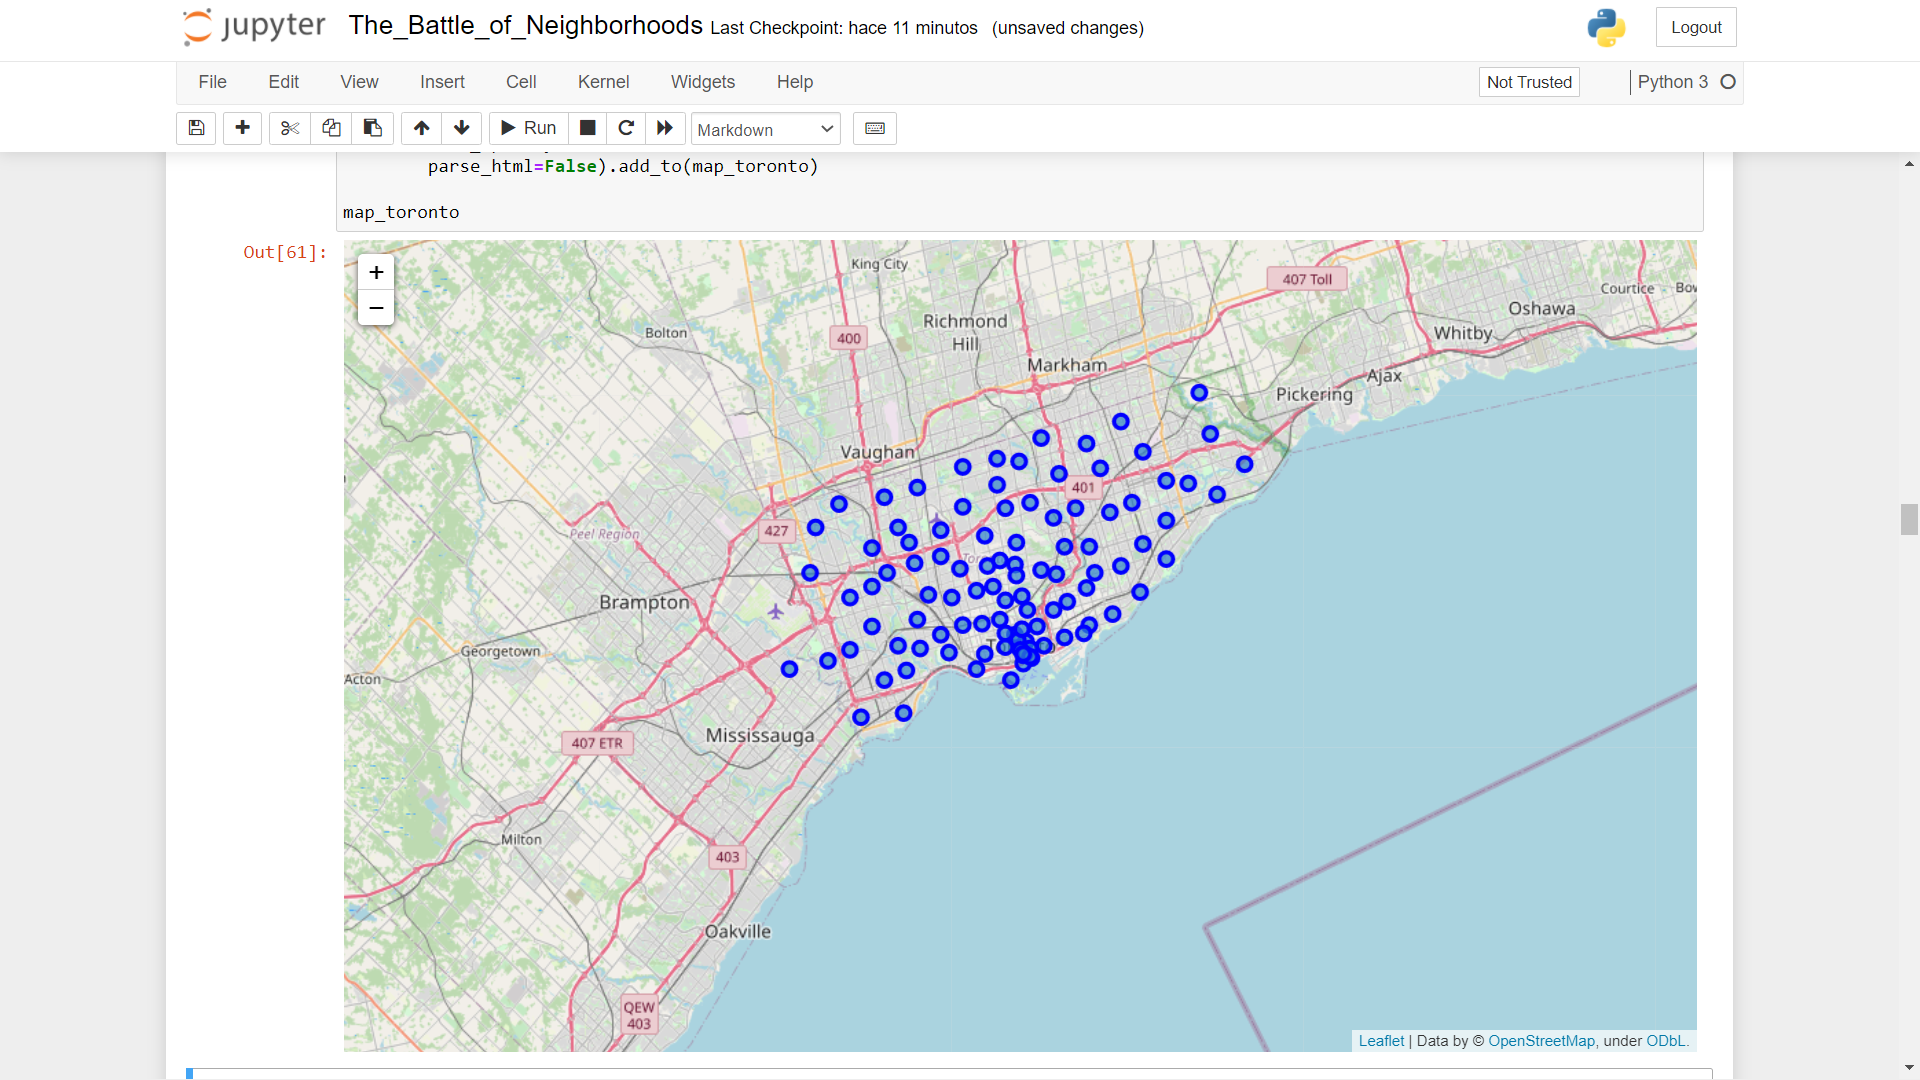 jupyter The_Battle_of_Neighborhoods Last Checkpoint: hace 11 minutos (unsaved changes) Logout
File Edit View Insert Cell Kernel Widgets Help Not Trusted Python 3
Run Markdown
parse_html=False).add_to(map_toronto)
map_toronto
Out[61]:
+
−
King City
407 Toll
Courtice
Oshawa
Richmond
Hill
Bolton
Whitby
400
Markham
Ajax
Pickering
Vaughan
401
427
Peel Region
Brampton
Georgetown
Acton
Mississauga
407 ETR
Milton
403
Oakville
QEW
403
Leaflet | Data by © OpenStreetMap, under ODbL.